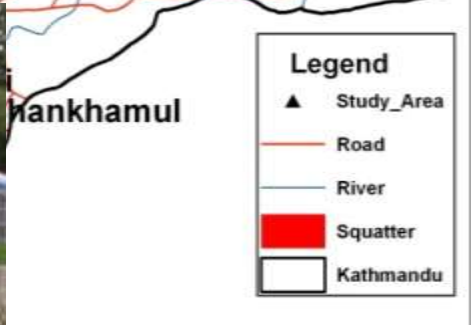 i
hankhamul
Legend
Study_Area
Road
River
Squatter
Kathmandu